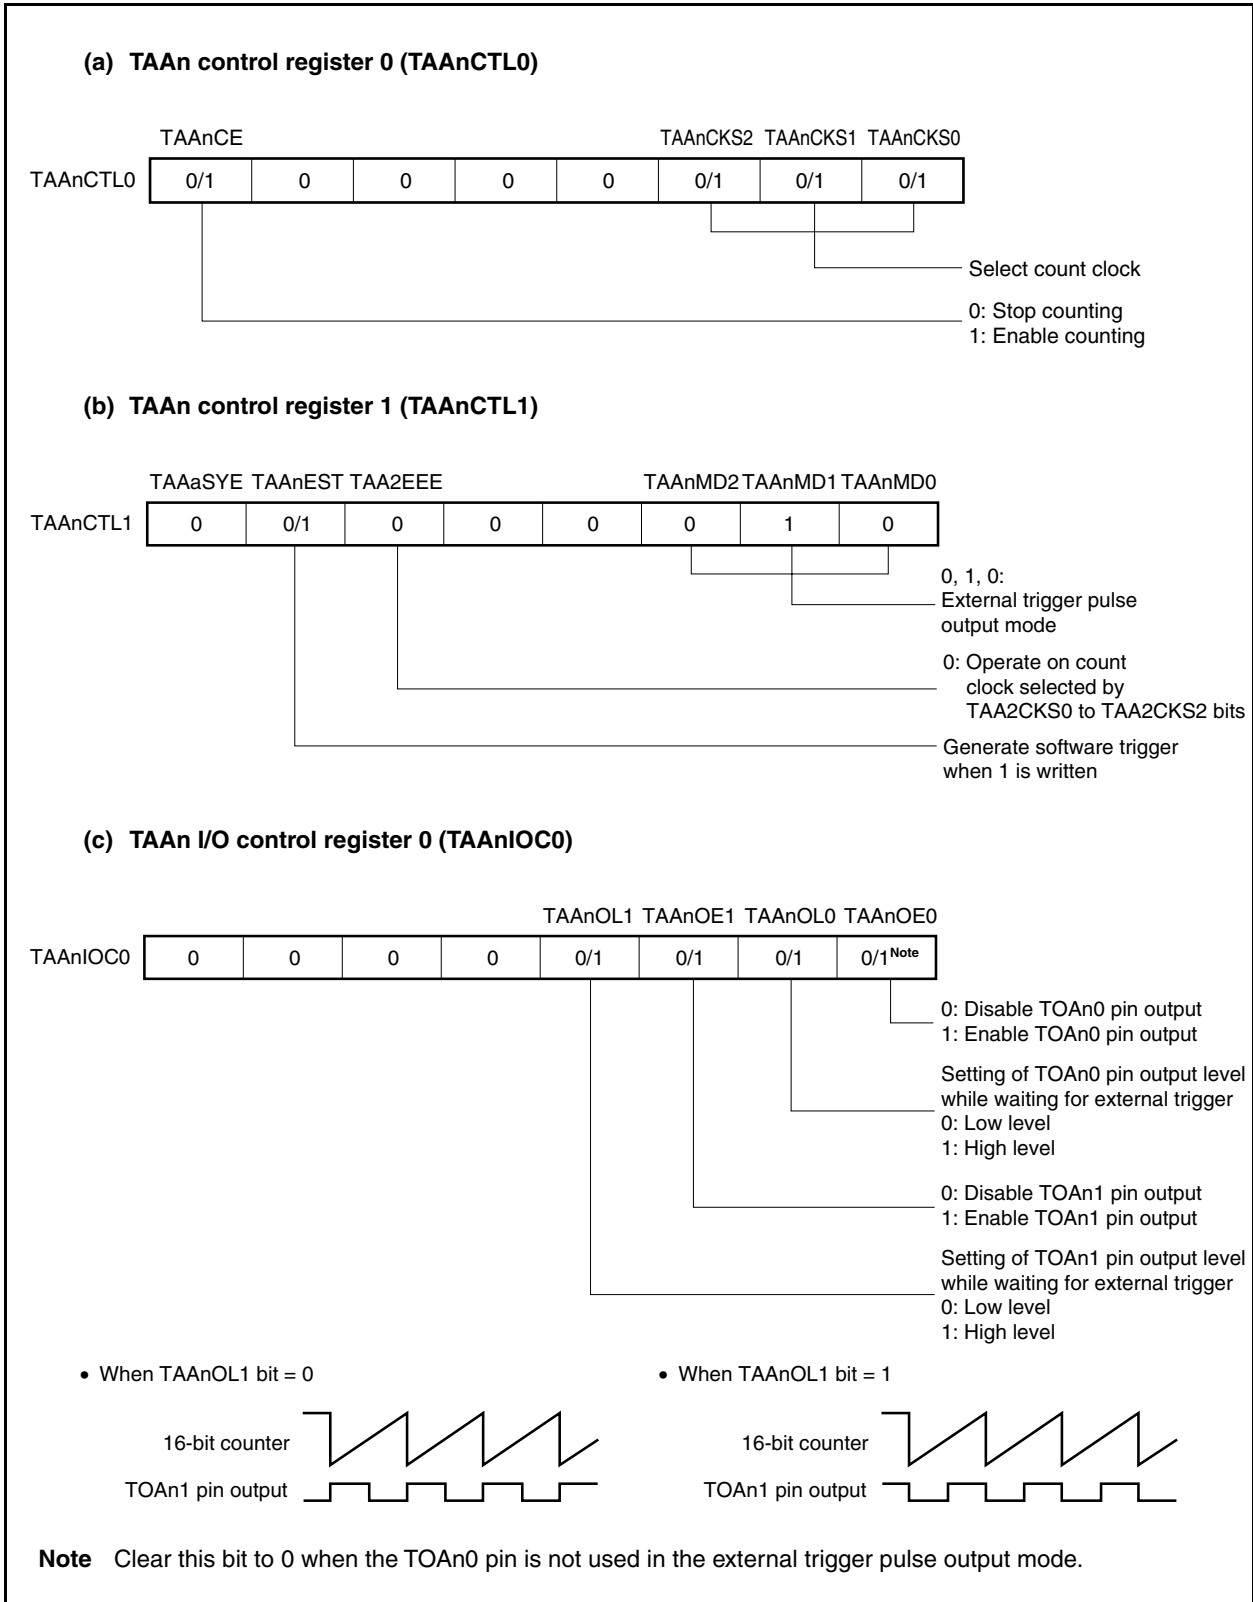 (a) TAAn control register 0 (TAAnCTL0)
TAAnCE TAAnCKS2 TAAnCKS1 TAAnCKS0
TAAnCTL0 0/1 0 0 0 0 0/1 0/1 0/1
Select count clock
0: Stop counting
1: Enable counting
(b) TAAn control register 1 (TAAnCTL1)
TAAaSYE TAAnEST TAA2EEE TAAnMD2 TAAnMD1 TAAnMD0
TAAnCTL1 0 0/1 0 0 0 0 1 0
0, 1, 0:
External trigger pulse
output mode
0: Operate on count
clock selected by
TAA2CKS0 to TAA2CKS2 bits
Generate software trigger
when 1 is written
(c) TAAn I/O control register 0 (TAAnIOC0)
TAAnOL1 TAAnOE1 TAAnOL0 TAAnOE0
TAAnIOC0 0 0 0 0 0/1 0/1 0/1 0/1Note
0: Disable TOAn0 pin output
1: Enable TOAn0 pin output
Setting of TOAn0 pin output level
while waiting for external trigger
0: Low level
1: High level
0: Disable TOAn1 pin output
1: Enable TOAn1 pin output
Setting of TOAn1 pin output level
while waiting for external trigger
0: Low level
1: High level
• When TAAnOL1 bit = 0
16-bit counter
TOAn1 pin output
• When TAAnOL1 bit = 1
16-bit counter
TOAn1 pin output
Note Clear this bit to 0 when the TOAn0 pin is not used in the external trigger pulse output mode.